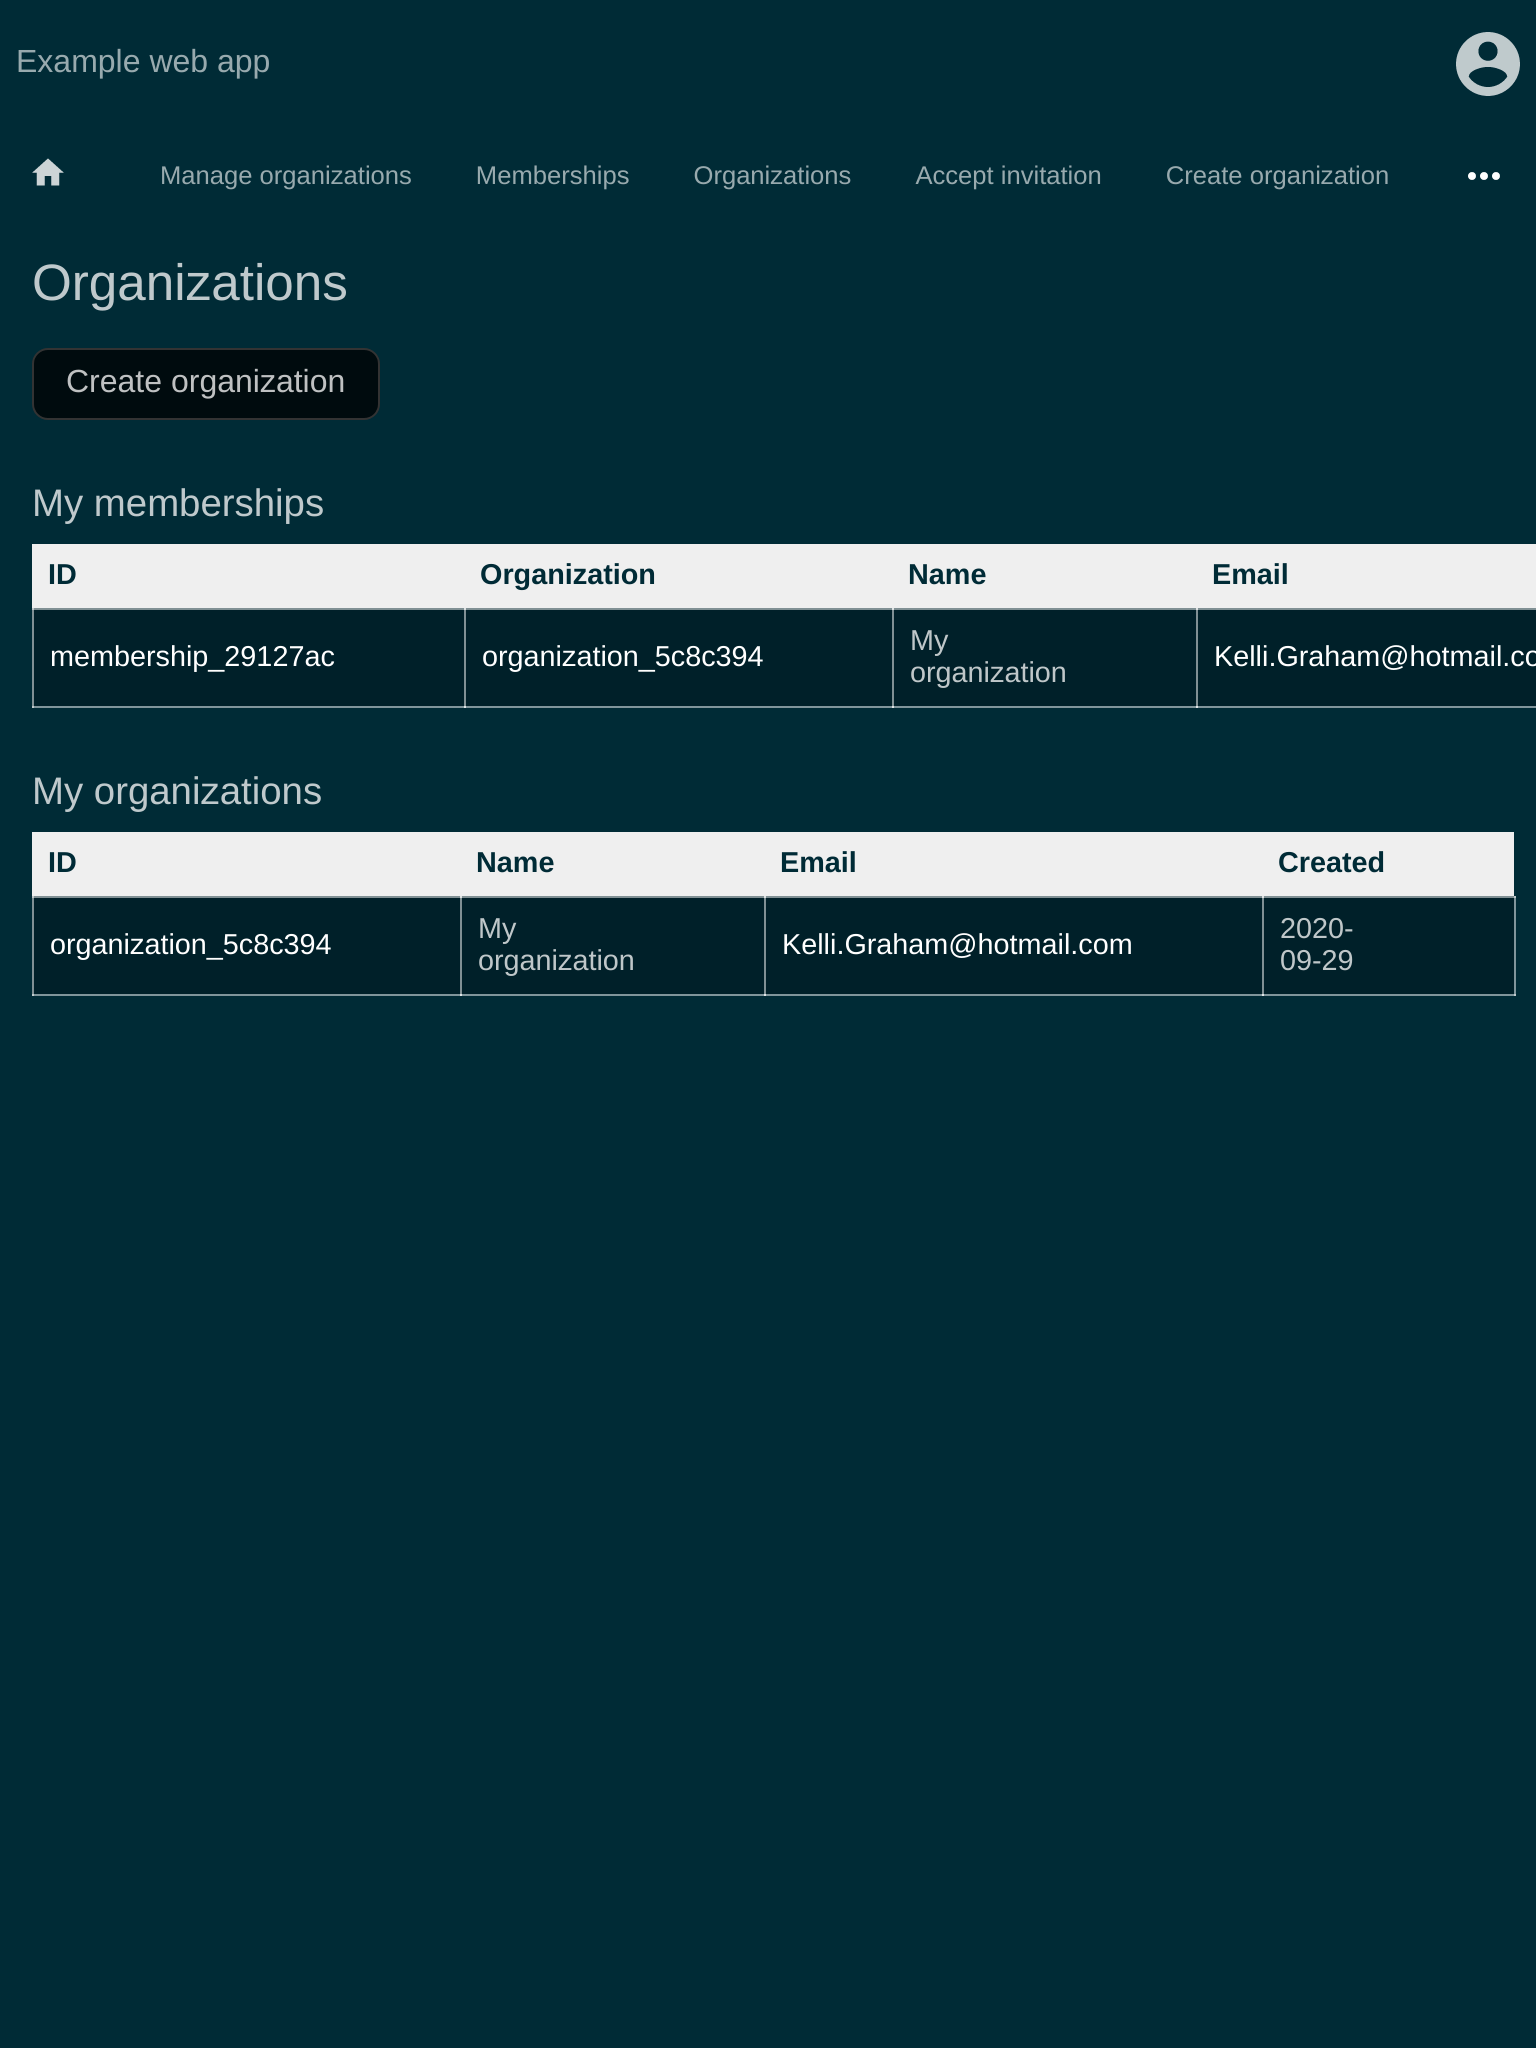 Example web app
Manage organizations Memberships Organizations Accept invitation Create organization
Organizations
Create organization
My memberships
ID Organization Name Email
membership_29127ac organization_5c8c394 My organization Kelli.Graham@hotmail.co
My organizations
ID Name Email Created
organization_5c8c394 My organization Kelli.Graham@hotmail.com 2020-09-29